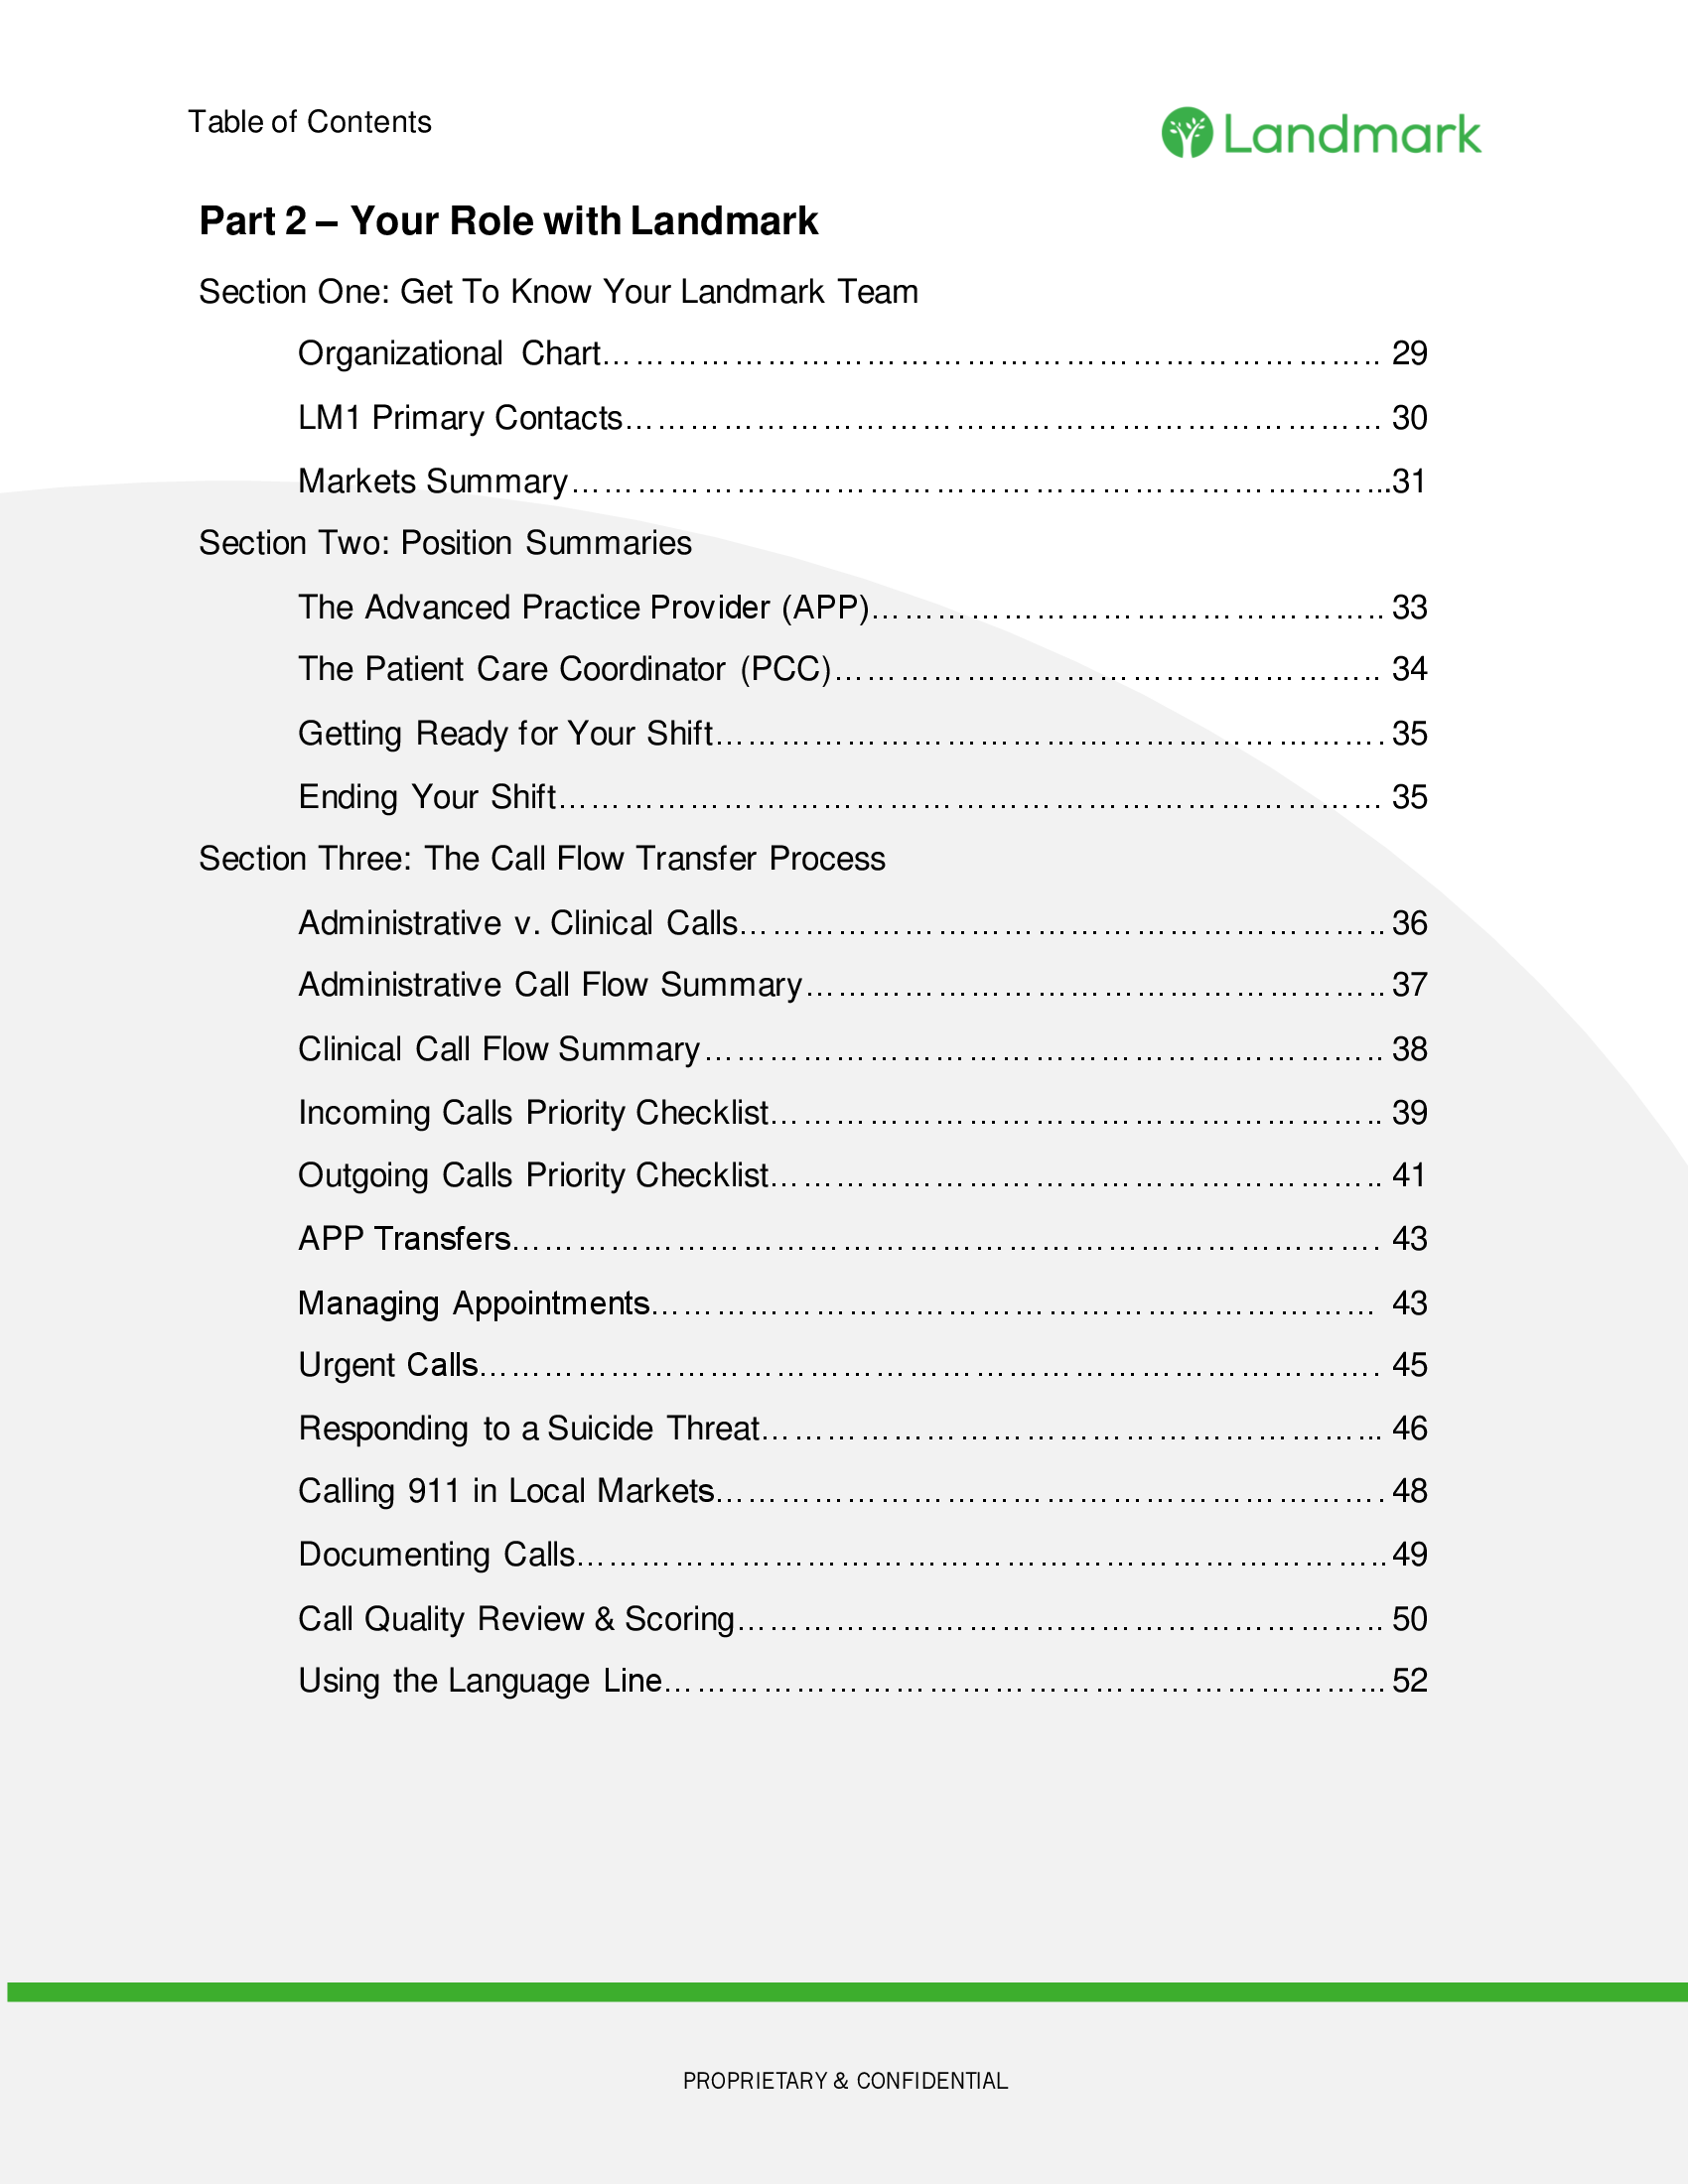 Table of Contents
Landmark
Part 2 – Your Role with Landmark
Section One: Get To Know Your Landmark Team
Organizational Chart…………………………………………………………….. 29
LM1 Primary Contacts…………………………………………………………… 30
Markets Summary………………………………………………………………...31
Section Two: Position Summaries
The Advanced Practice Provider (APP)……………………………………….. 33
The Patient Care Coordinator (PCC)………………………………………….. 34
Getting Ready for Your Shift……………………………………………………. 35
Ending Your Shift………………………………………………………………… 35
Section Three: The Call Flow Transfer Process
Administrative v. Clinical Calls………………………………………………….. 36
Administrative Call Flow Summary…………………………………………….. 37
Clinical Call Flow Summary…………………………………………………….. 38
Incoming Calls Priority Checklist……………………………………………….. 39
Outgoing Calls Priority Checklist……………………………………………….. 41
APP Transfers……………………………………………………………………. 43
Managing Appointments………………………………………………………… 43
Urgent Calls………………………………………………………………………. 45
Responding to a Suicide Threat………………………………………………... 46
Calling 911 in Local Markets……………………………………………………. 48
Documenting Calls……………………………………………………………….. 49
Call Quality Review & Scoring………………………………………………….. 50
Using the Language Line………………………………………………………... 52
PROPRIETARY & CONFIDENTIAL